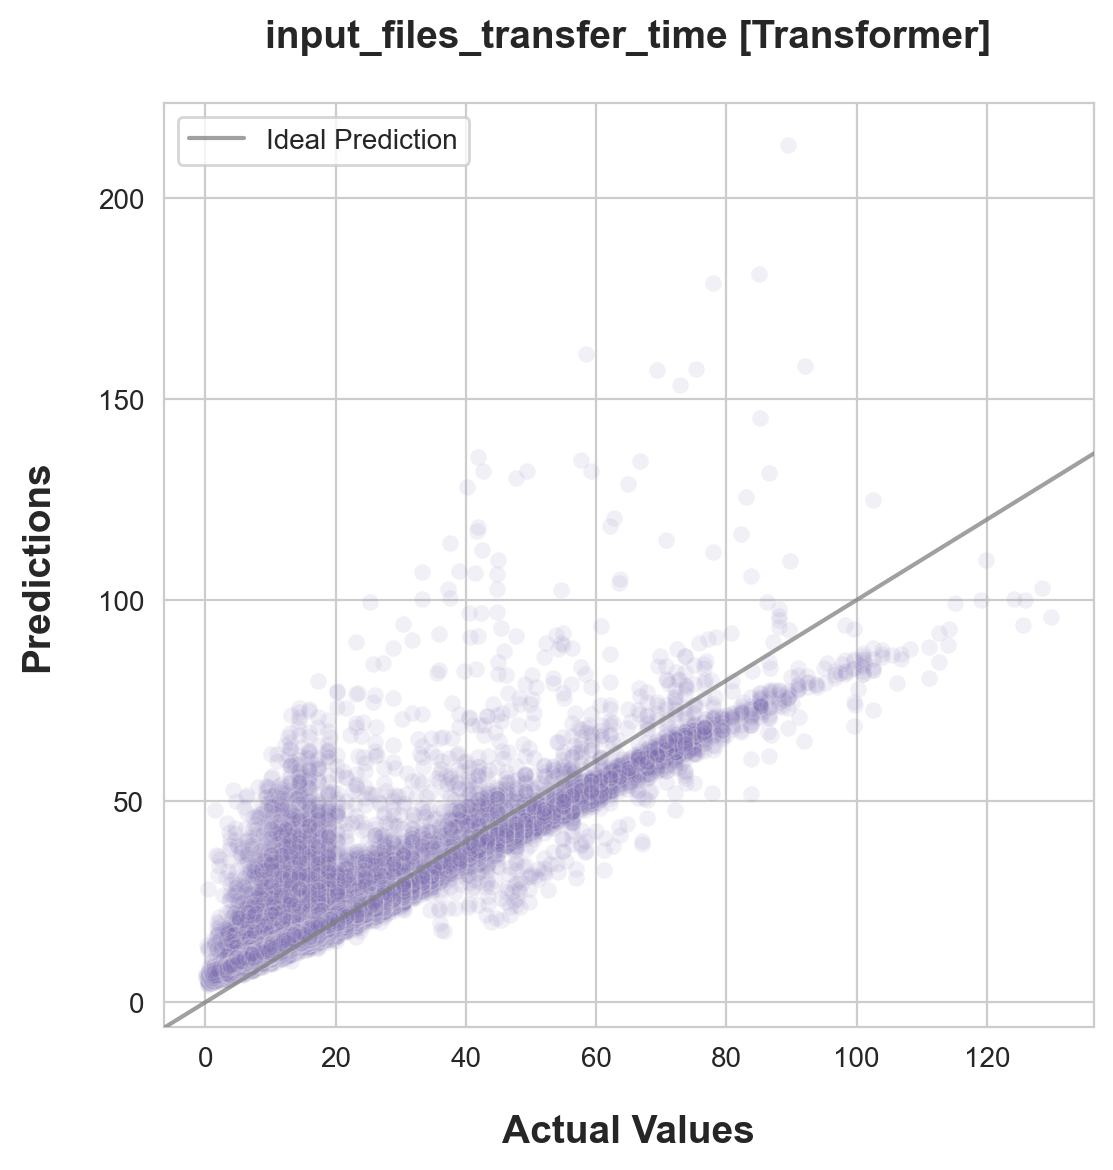 input_files_transfer_time [Transformer]
Ideal Prediction
200
150
100
50
0
Predictions
0 20 40 60 80 100 120
Actual Values